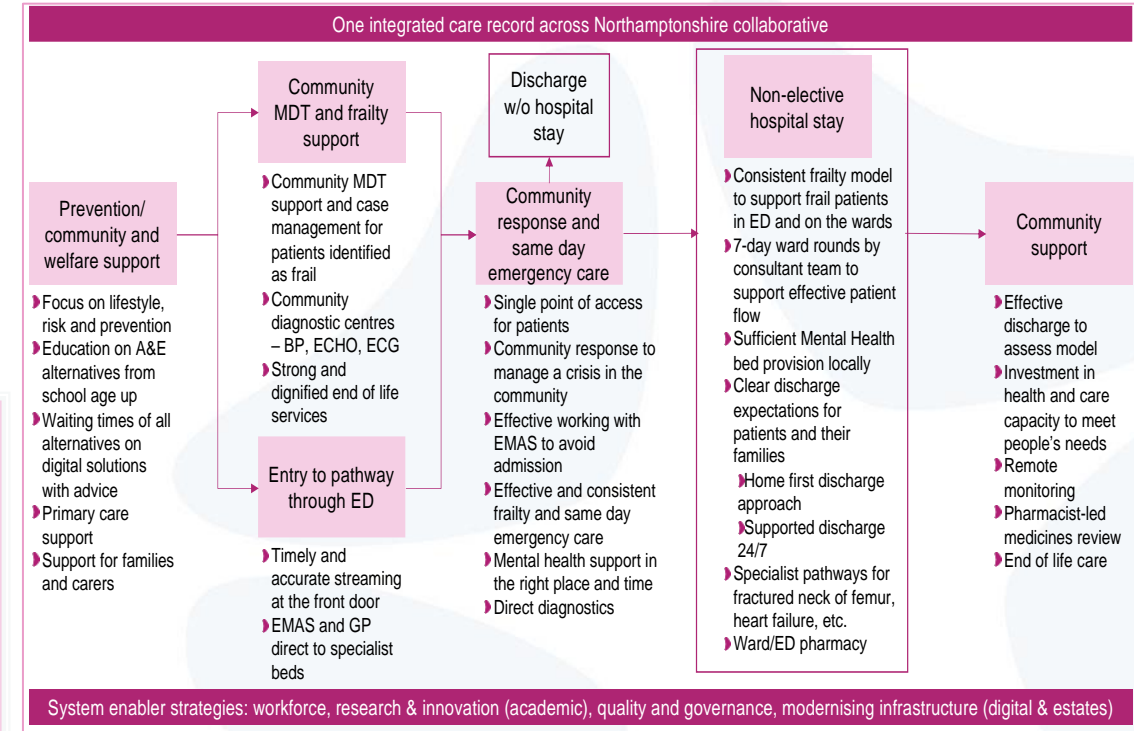 One integrated care record across Northamptonshire collaborative
Prevention/
community and
welfare support
Focus on lifestyle,
risk and prevention
Education on A&E
alternatives from
school age up
Waiting times of all
alternatives on
digital solutions
with advice
Primary care
support
Support for families
and carers
Community
MDT and frailty
support
Community MDT
support and case
management for
patients identified
as frail
Community
diagnostic centres
– BP, ECHO, ECG
Strong and
dignified end of life
services
Entry to pathway
through ED
Timely and
accurate streaming
at the front door
EMAS and GP
direct to specialist
beds
Discharge
w/o hospital
stay
Community
response and
same day
emergency care
Single point of access
for patients
Community response to
manage a crisis in the
community
Effective working with
EMAS to avoid
admission
Effective and consistent
frailty and same day
emergency care
Mental health support in
the right place and time
Direct diagnostics
Non-elective
hospital stay
Consistent frailty model
to support frail patients
in ED and on the wards
7-day ward rounds by
consultant team to
support effective patient
flow
Sufficient Mental Health
bed provision locally
Clear discharge
expectations for
patients and their
families
Home first discharge
approach
Supported discharge
24/7
Specialist pathways for
fractured neck of femur,
heart failure, etc.
Ward/ED pharmacy
Community
support
Effective
discharge to
assess model
Investment in
health and care
capacity to meet
people's needs
Remote
monitoring
Pharmacist-led
medicines review
End of life care
System enabler strategies: workforce, research & innovation (academic), quality and governance, modernising infrastructure (digital & estates)